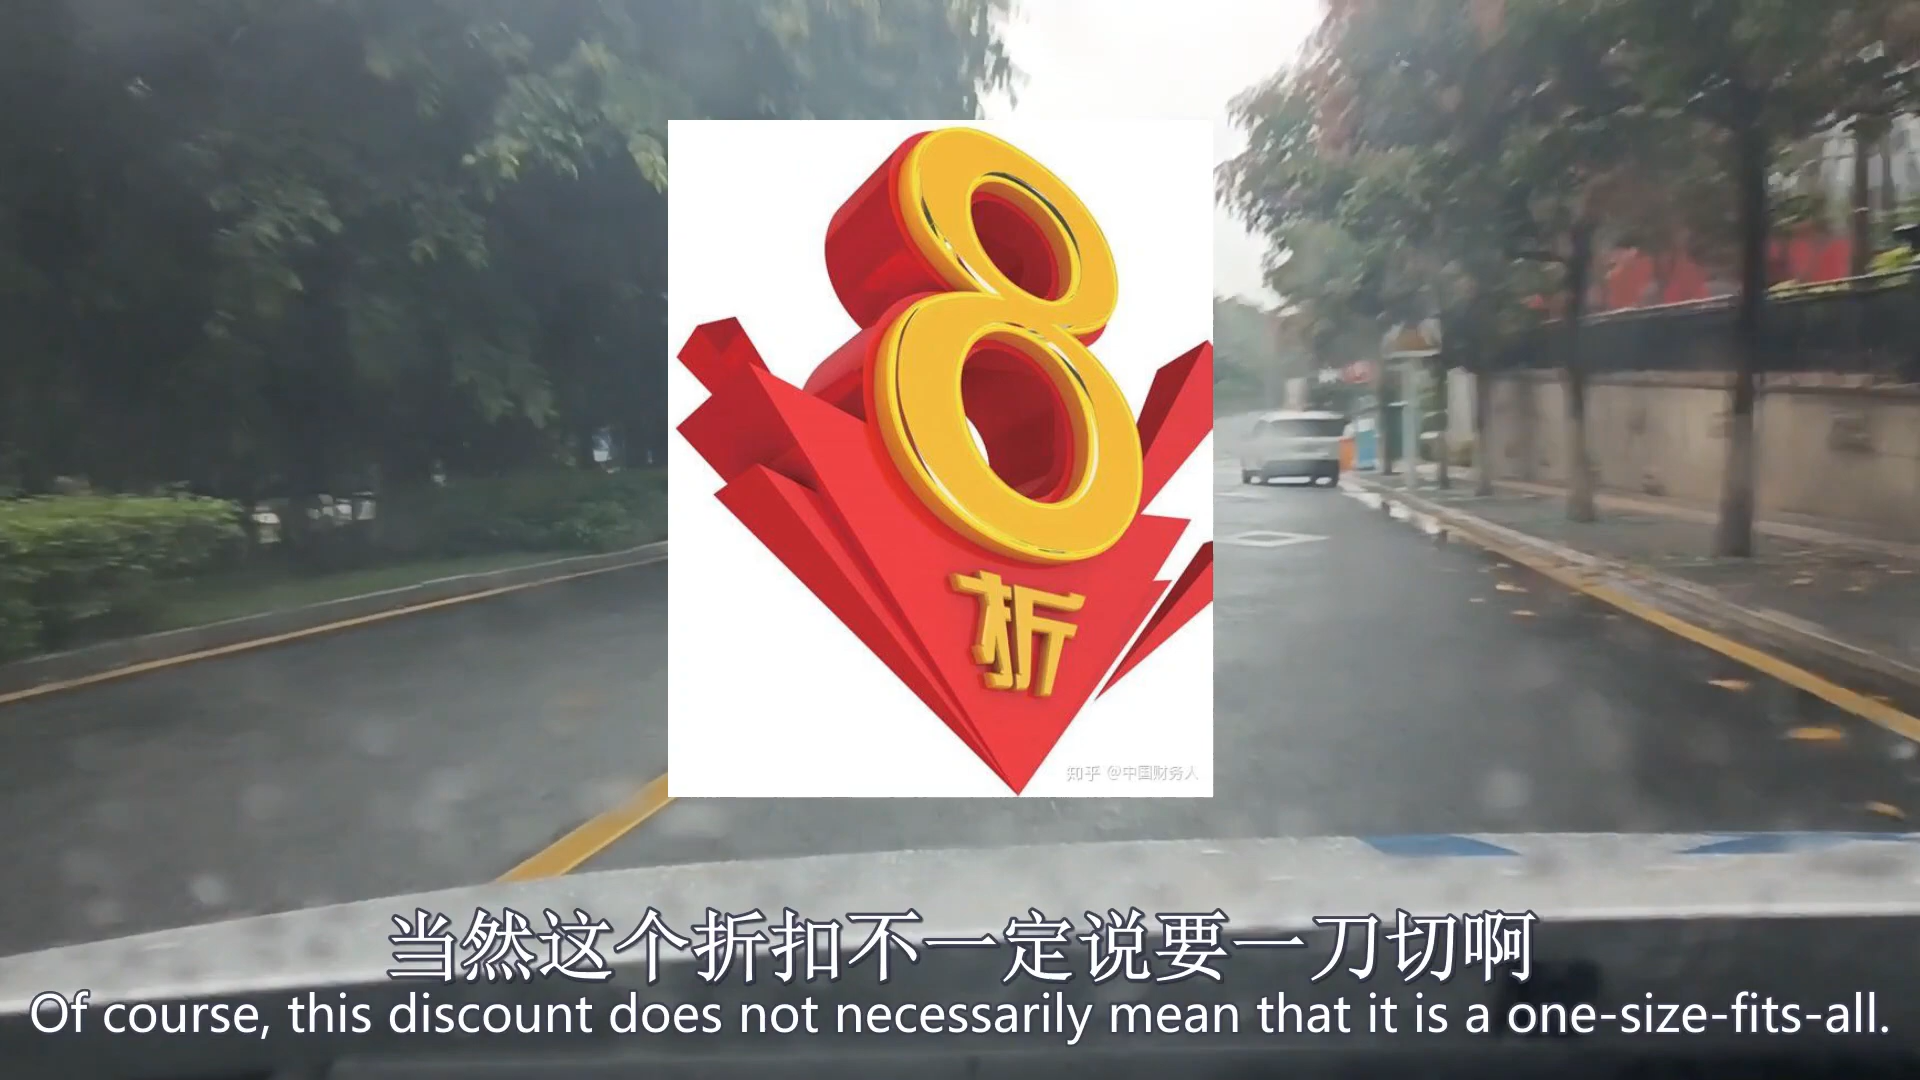 8
折
知乎 @中国财务人
当然这个折扣不一定说要一刀切啊
Of course, this discount does not necessarily mean that it is a one-size-fits-all.